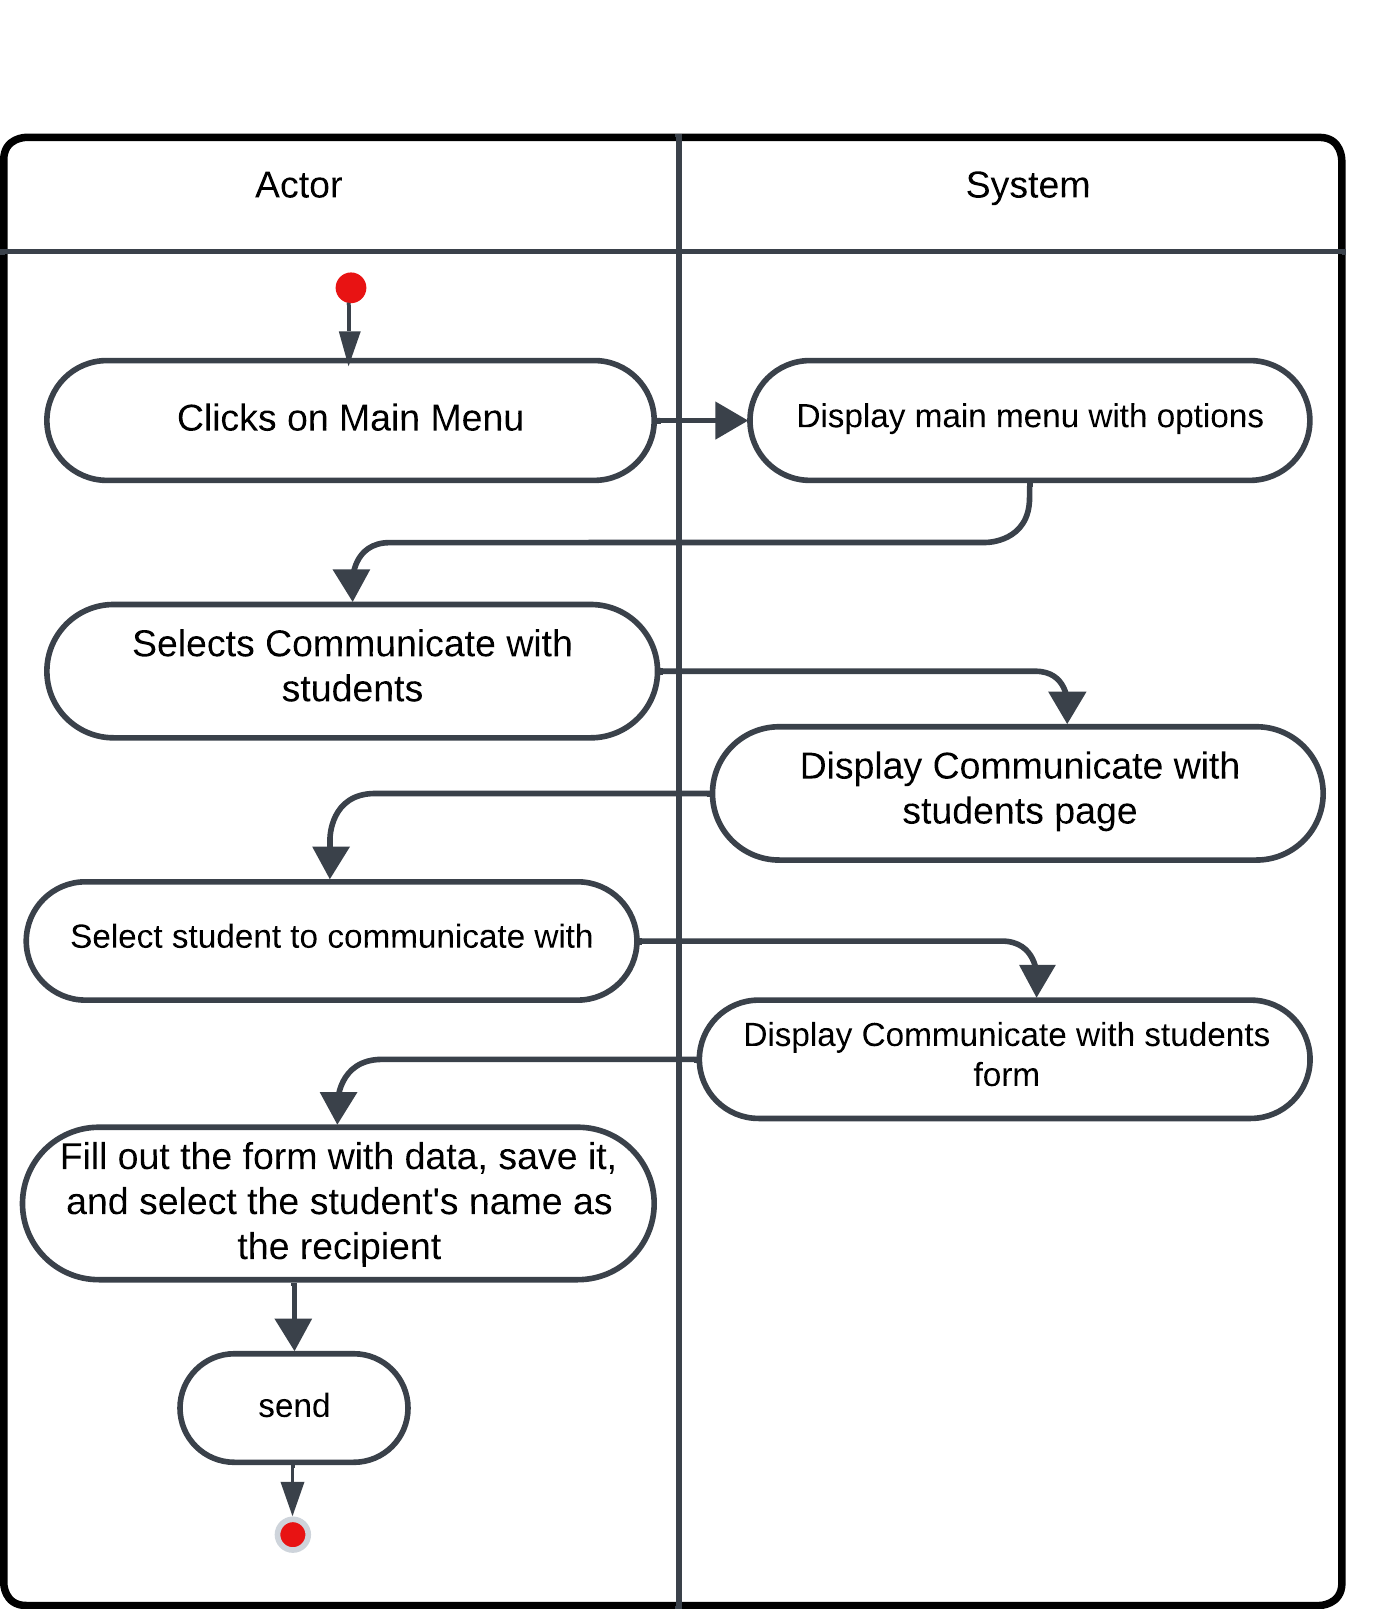 Actor
System
Clicks on Main Menu
Display main menu with options
Selects Communicate with
students
Display Communicate with
students page
Select student to communicate with
Display Communicate with students
form
Fill out the form with data, save it,
and select the student's name as
the recipient
send